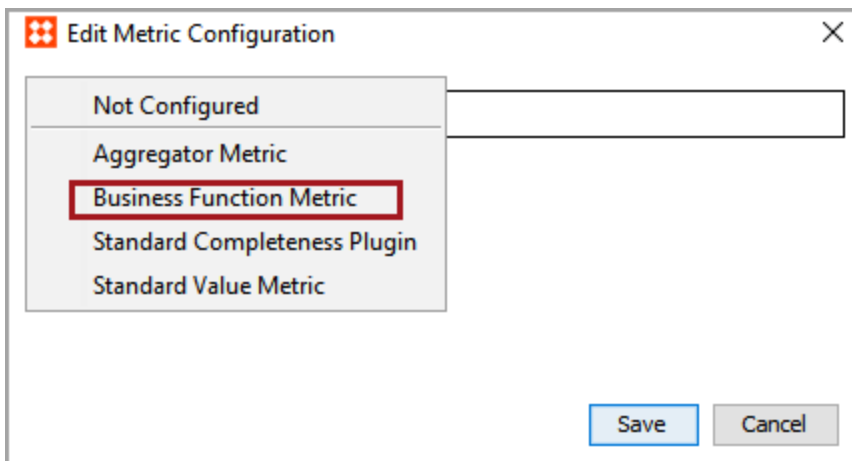 Edit Metric Configuration
Not Configured
Aggregator Metric
Business Function Metric
Standard Completeness Plugin
Standard Value Metric
Save Cancel